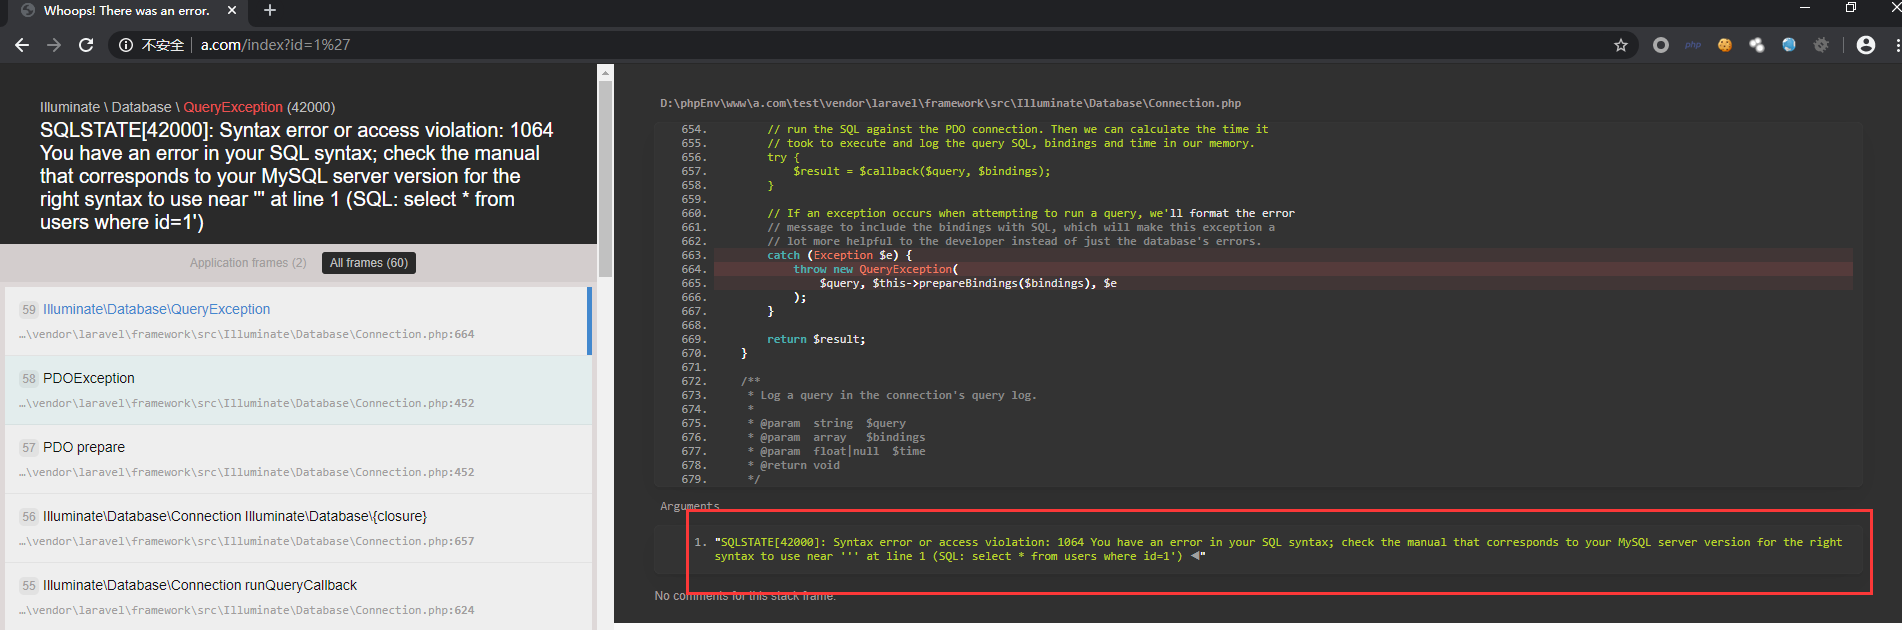 Whoops! There was an error.
不安全 a.com/index?id=1%27
php
Illuminate \ Database \ QueryException (42000)
SQLSTATE[42000]: Syntax error or access violation: 1064
You have an error in your SQL syntax; check the manual
that corresponds to your MySQL server version for the
right syntax to use near ''' at line 1 (SQL: select * from
users where id=1')
Application frames (2) All frames (60)
59 Illuminate\Database\QueryException
…\vendor\laravel\framework\src\Illuminate\Database\Connection.php:664
58 PDOException
…\vendor\laravel\framework\src\Illuminate\Database\Connection.php:452
57 PDO prepare
…\vendor\laravel\framework\src\Illuminate\Database\Connection.php:452
56 Illuminate\Database\Connection Illuminate\Database\{closure}
…\vendor\laravel\framework\src\Illuminate\Database\Connection.php:657
55 Illuminate\Database\Connection runQueryCallback
…\vendor\laravel\framework\src\Illuminate\Database\Connection.php:624
D:\phpEnv\www\a.com\test\vendor\laravel\framework\src\Illuminate\Database\Connection.php
654. // run the SQL against the PDO connection. Then we can calculate the time it
655. // took to execute and log the query SQL, bindings and time in our memory.
656. try {
657. $result = $callback($query, $bindings);
658. }
659.
660. // If an exception occurs when attempting to run a query, we'll format the error
661. // message to include the bindings with SQL, which will make this exception a
662. // lot more helpful to the developer instead of just the database's errors.
663. catch (Exception $e) {
664. throw new QueryException(
665. $query, $this->prepareBindings($bindings), $e
666. );
667. }
668.
669. return $result;
670. }
671.
672. /**
673. * Log a query in the connection's query log.
674. *
675. * @param string $query
676. * @param array $bindings
677. * @param float|null $time
678. * @return void
679. */
Arguments
1. "SQLSTATE[42000]: Syntax error or access violation: 1064 You have an error in your SQL syntax; check the manual that corresponds to your MySQL server version for the right
syntax to use near ''' at line 1 (SQL: select * from users where id=1') ◀"
No comments for this stack frame.